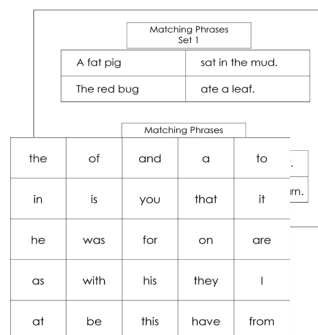 Matching Phrases
Set 1
A fat pig sat in the mud.
The red bug ate a leaf.
Matching Phrases
the of and a to
in is you that it
he was for on are
as with his they I
at be this have from